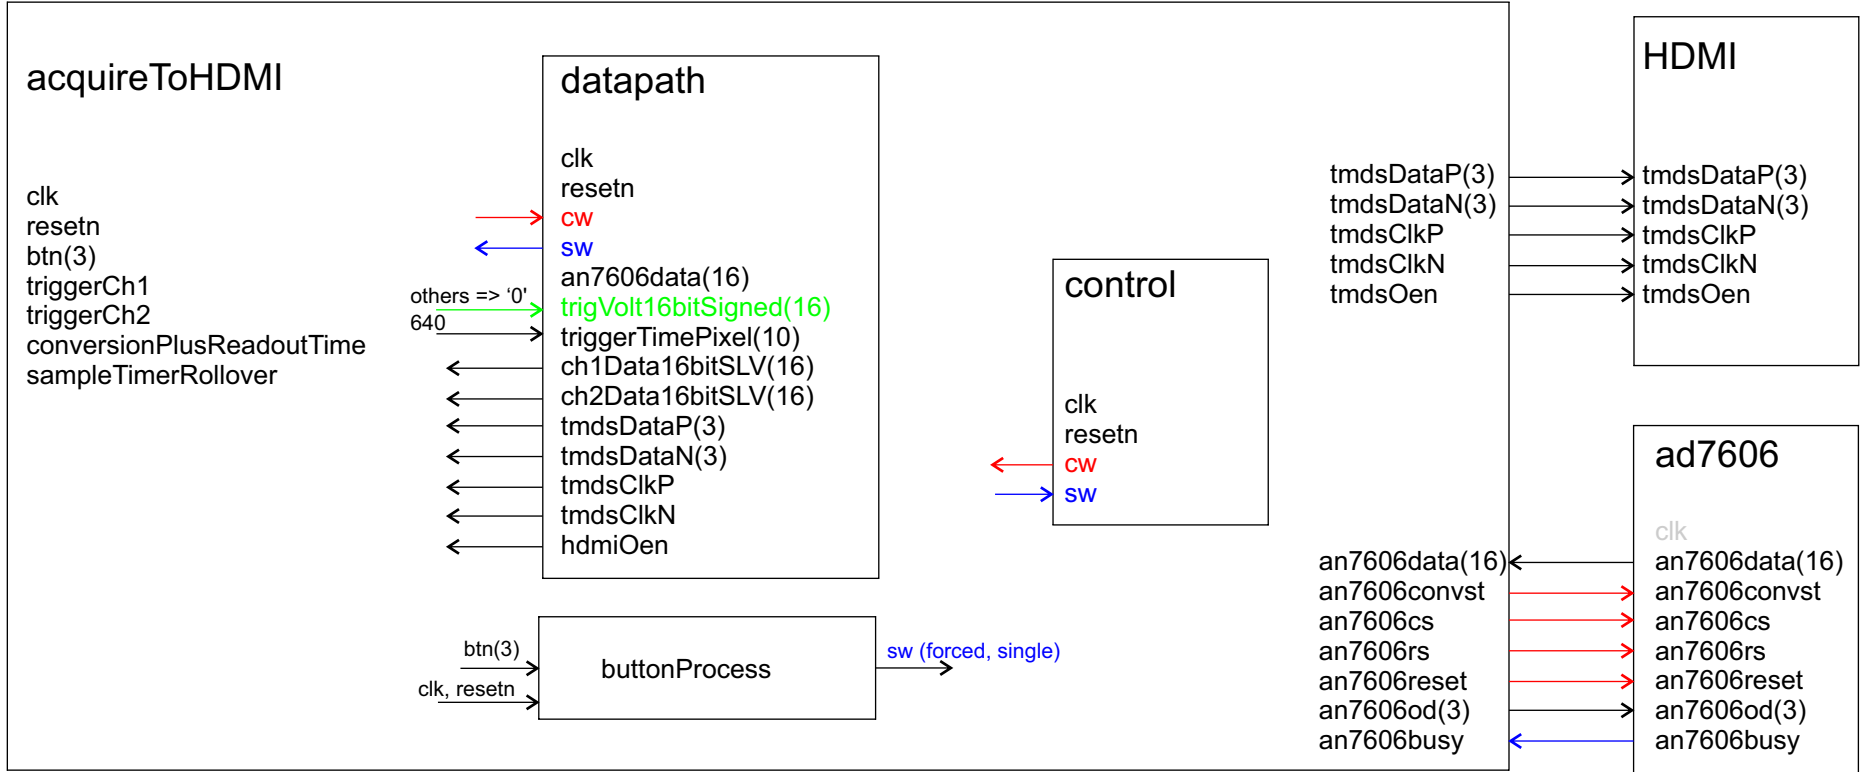 acquireToHDMI
clk
resetn
btn(3)
triggerCh1
triggerCh2
conversionPlusReadoutTime
sampleTimerRollover
datapath
clk
resetn
cw
sw
an7606data(16)
others => ‘0'
trigVolt16bitSigned(16)
640
triggerTimePixel(10)
ch1Data16bitSLV(16)
ch2Data16bitSLV(16)
tmdsDataP(3)
tmdsDataN(3)
tmdsClkP
tmdsClkN
hdmiOen
btn(3)
clk, resetn
buttonProcess
sw (forced, single)
control
clk
resetn
cw
sw
tmdsDataP(3)
tmdsDataN(3)
tmdsClkP
tmdsClkN
tmdsOen
an7606data(16)
an7606convst
an7606cs
an7606rs
an7606reset
an7606od(3)
an7606busy
HDMI
tmdsDataP(3)
tmdsDataN(3)
tmdsClkP
tmdsClkN
tmdsOen
ad7606
clk
an7606data(16)
an7606convst
an7606cs
an7606rs
an7606reset
an7606od(3)
an7606busy